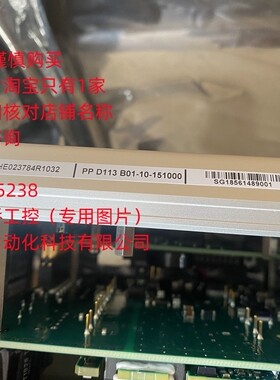 谨慎购买
淘宝只有1家
核对店铺名称
HE023784R1032
PP D113 B01-10-151000
SG18561489001
5238
工控（专用图片）
动化科技有限公司